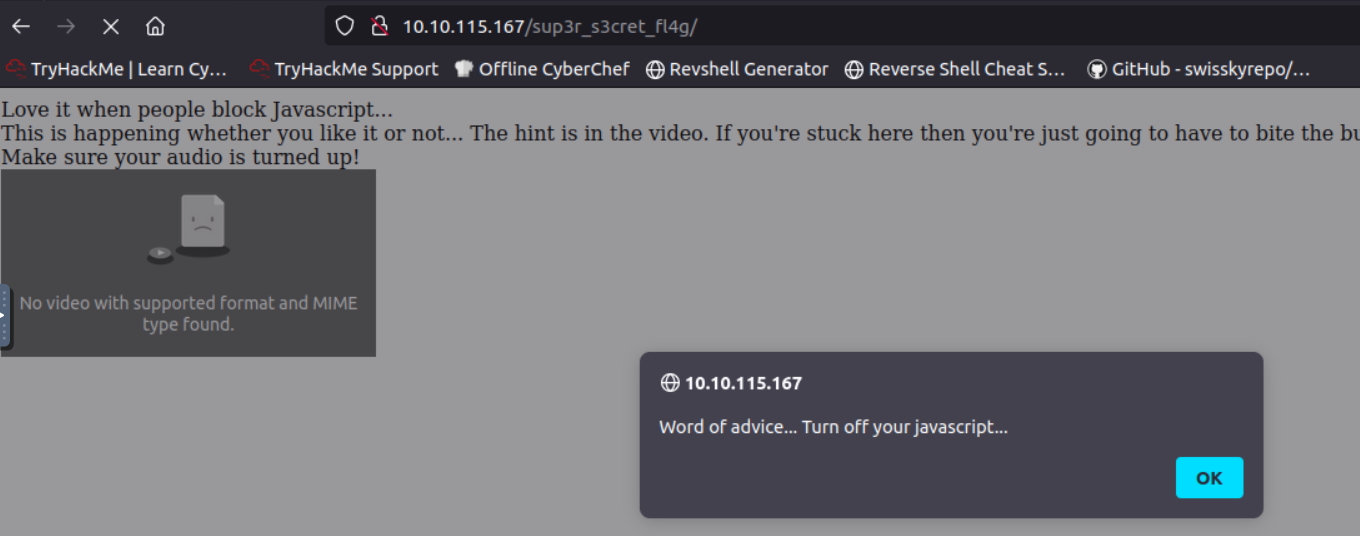 10.10.115.167/sup3r_s3cret_fl4g/
TryHackMe | Learn Cy… TryHackMe Support Offline CyberChef Revshell Generator Reverse Shell Cheat S… GitHub - swisskyrepo/…
Love it when people block Javascript...
This is happening whether you like it or not... The hint is in the video. If you're stuck here then you're just going to have to bite the
Make sure your audio is turned up!
No video with supported format and MIME
type found.
10.10.115.167
Word of advice... Turn off your javascript...
OK